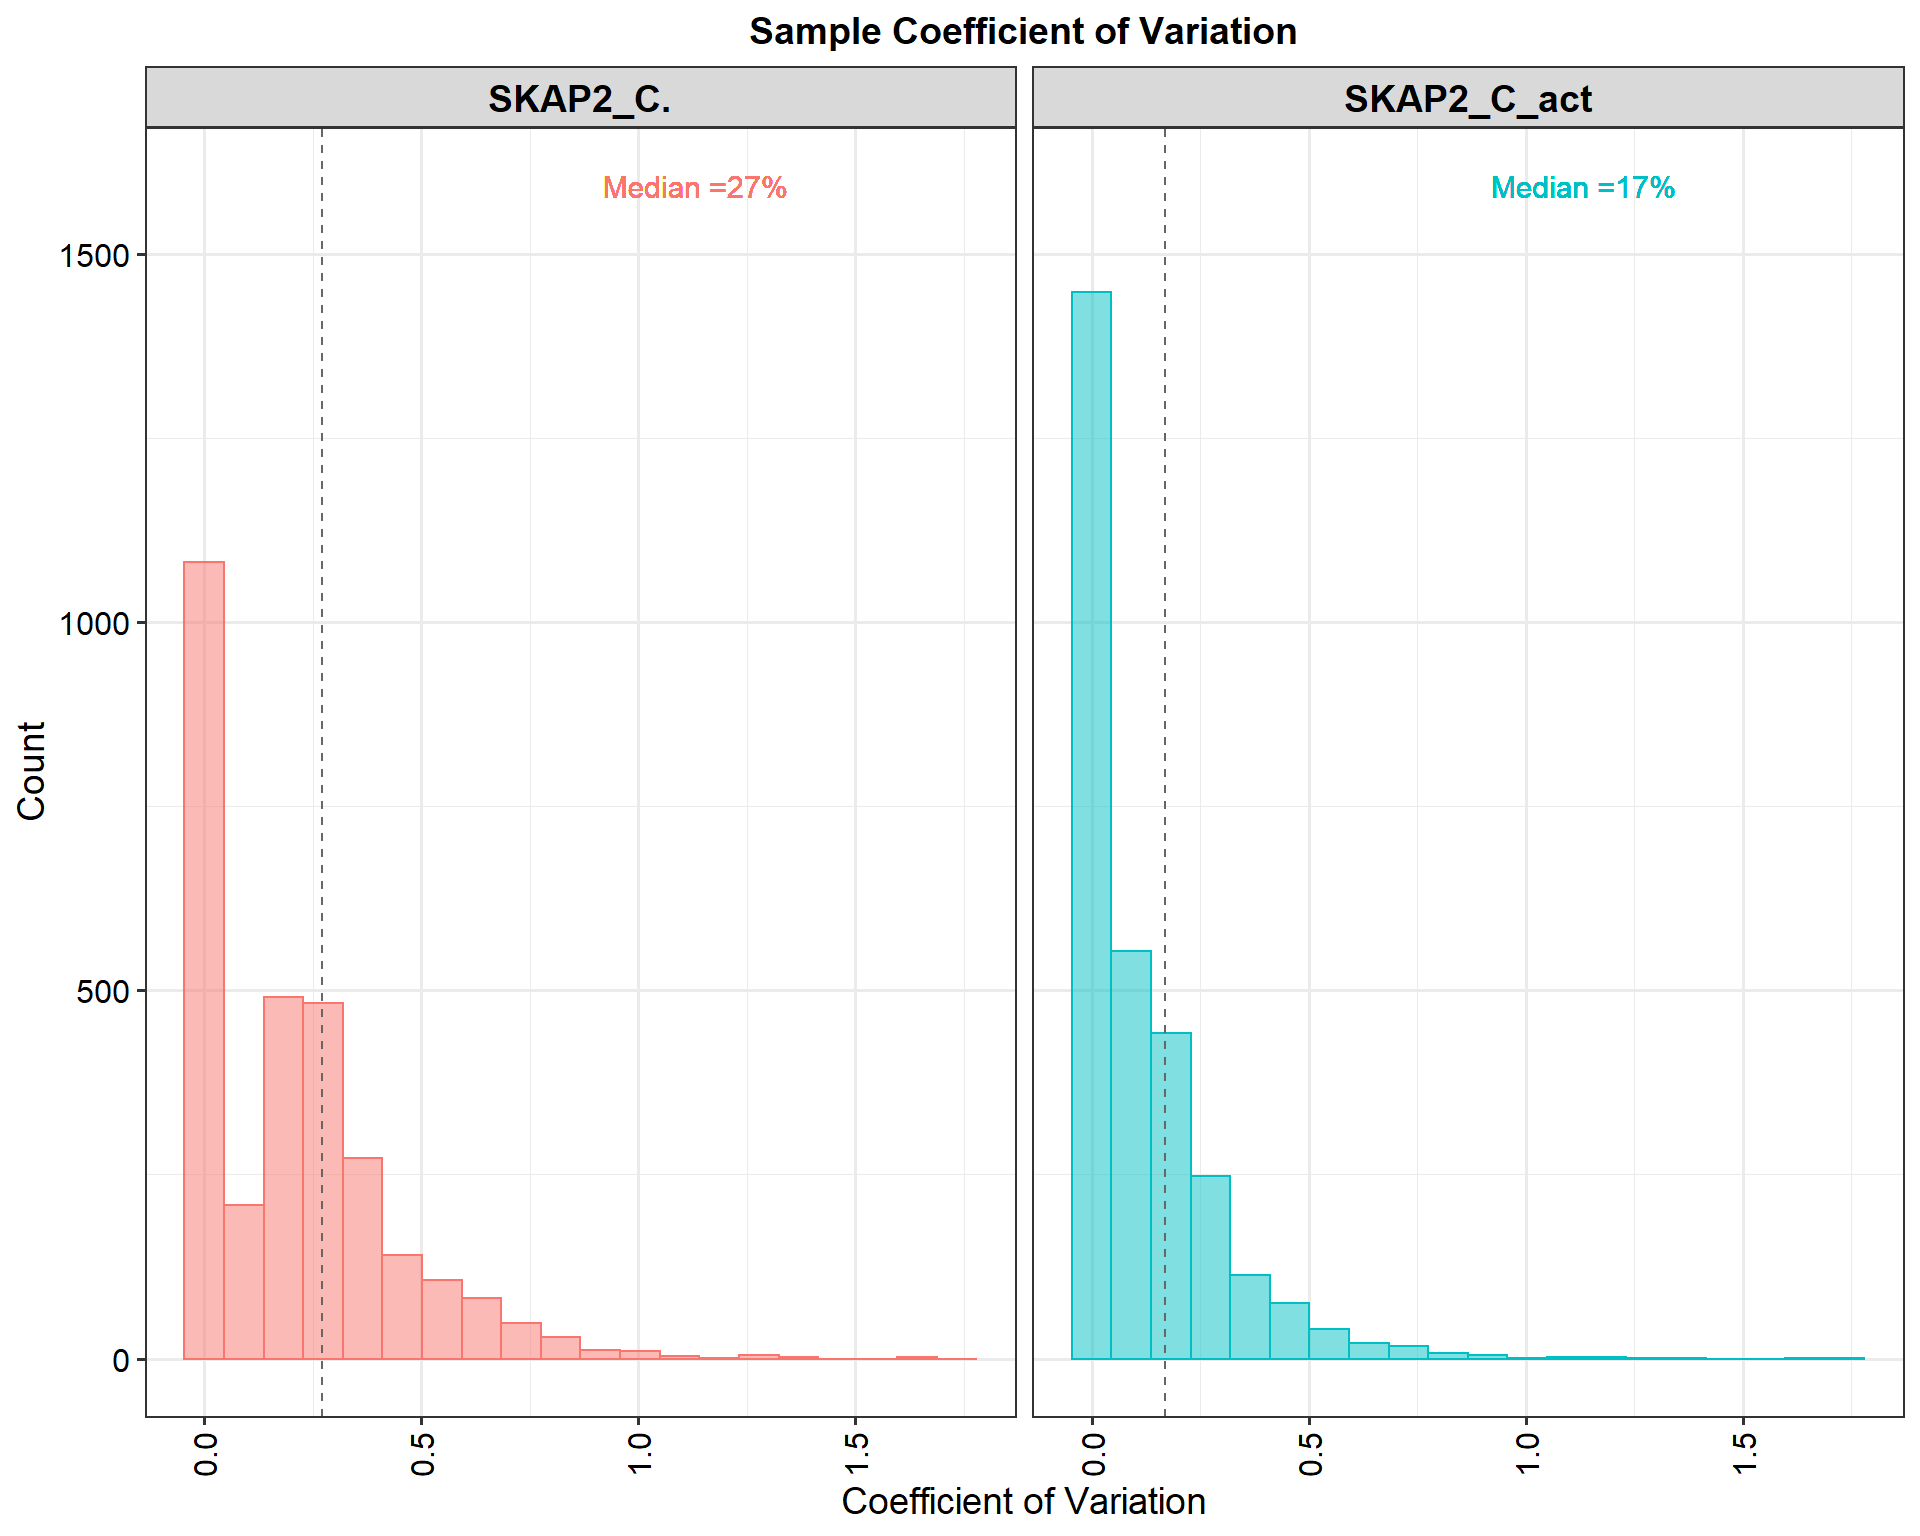 Sample Coefficient of Variation
SKAP2_C.
SKAP2_C_act
Median =27%
Median =17%
1500
1000
500
0
Count
0.0
0.5
1.0
1.5
0.0
0.5
1.0
1.5
Coefficient of Variation